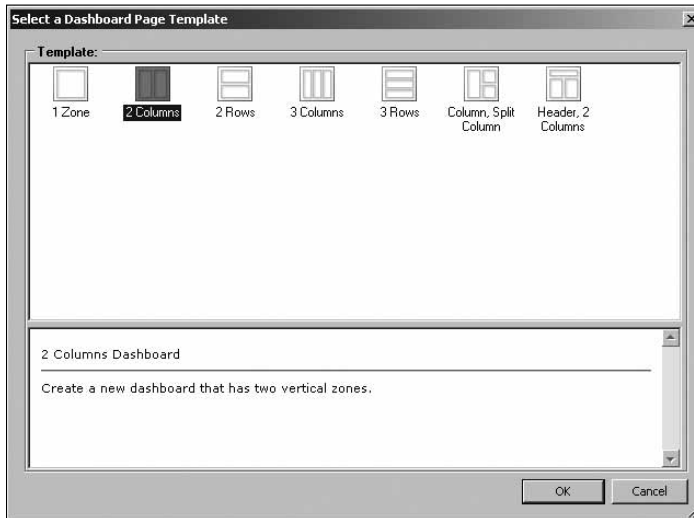 Select a Dashboard Page Template
Template:
1 Zone
2 Columns
2 Rows
3 Columns
3 Rows
Column, Split
Column
Header, 2
Columns
2 Columns Dashboard
Create a new dashboard that has two vertical zones.
OK
Cancel